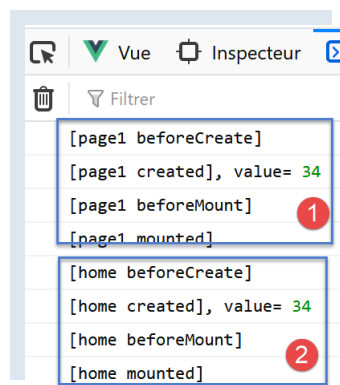 Vue Inspecteur
Filtrer
[page1 beforeCreate]
[page1 created], value= 34
[page1 beforeMount]
1
[page1 mounted]
[home beforeCreate]
[home created], value= 34
[home beforeMount]
2
[home mounted]